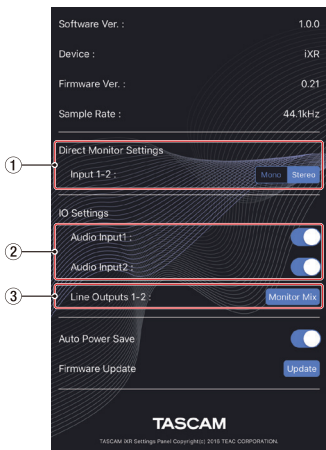 Software Ver. : 1.0.0
Device : iXR
Firmware Ver. : 0.21
Sample Rate : 44.1kHz
① Direct Monitor Settings
Input 1-2 : Mono Stereo
IO Settings
② Audio Input1 :
Audio Input2 :
③ Line Outputs 1-2 : Monitor Mix
Auto Power Save
Firmware Update Update
TASCAM
TASCAM iXR Settings Panel Copyright(c) 2018 TEAC CORPORATION.